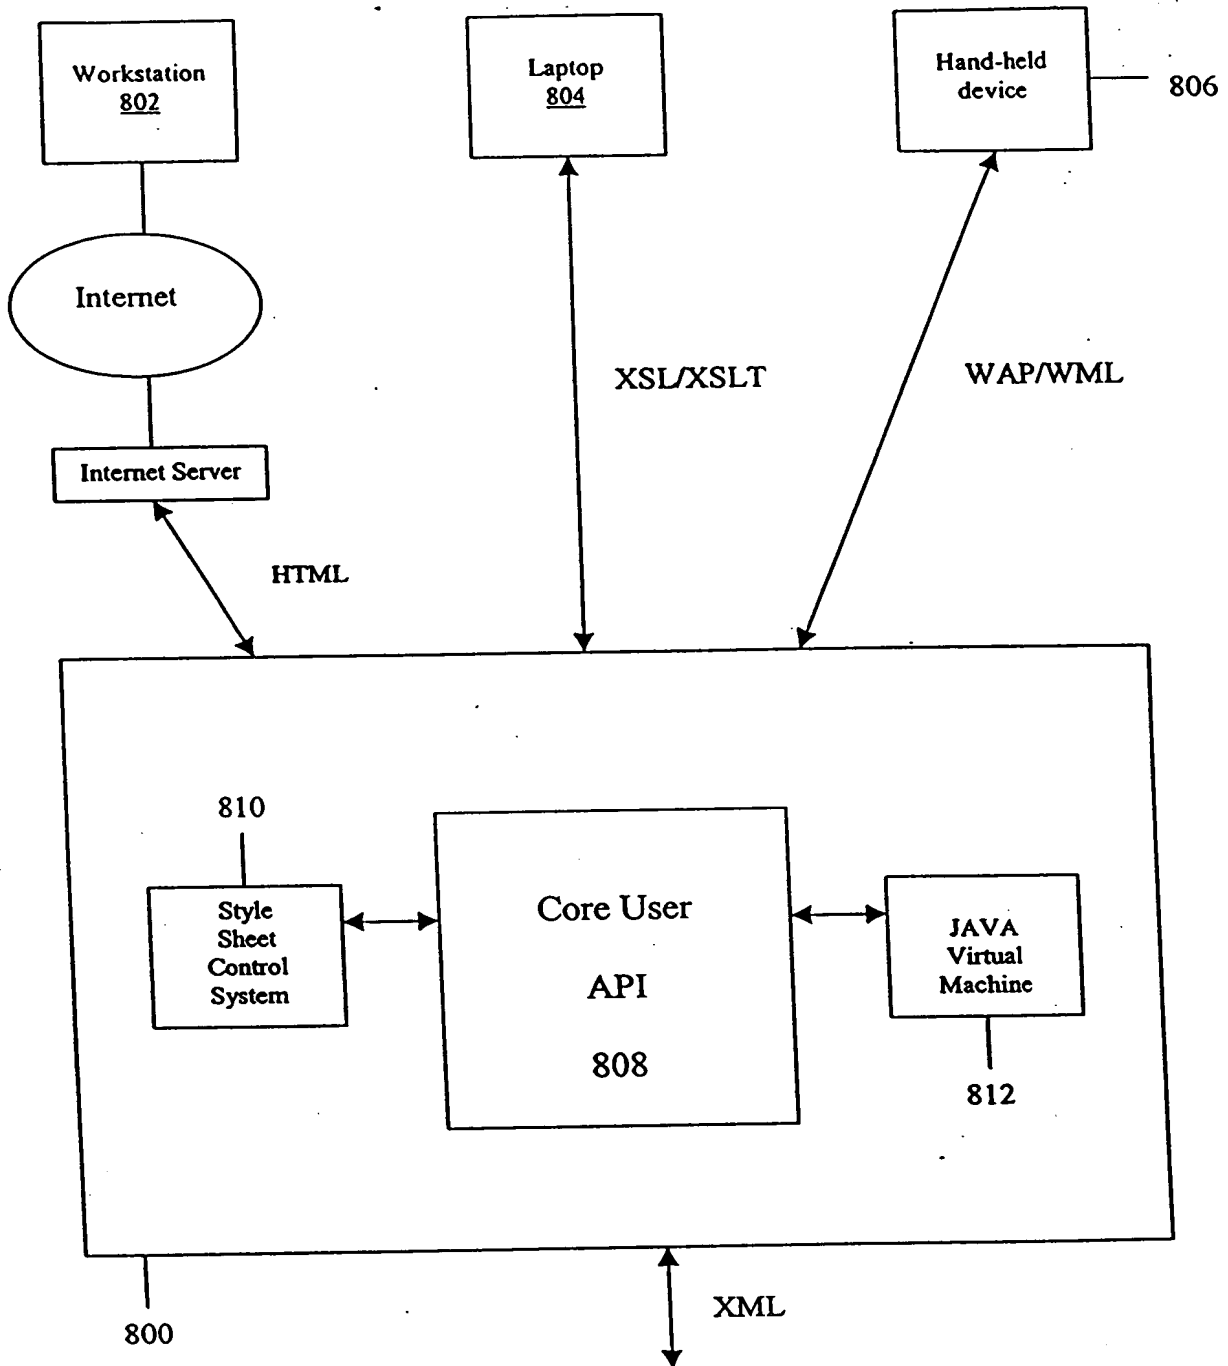 Workstation
802
Laptop
804
Hand-held
device
806
Internet
XSL/XSLT
WAP/WML
Internet Server
HTML
810
Style
Sheet
Control
System
Core User
API
808
JAVA
Virtual
Machine
812
800
XML